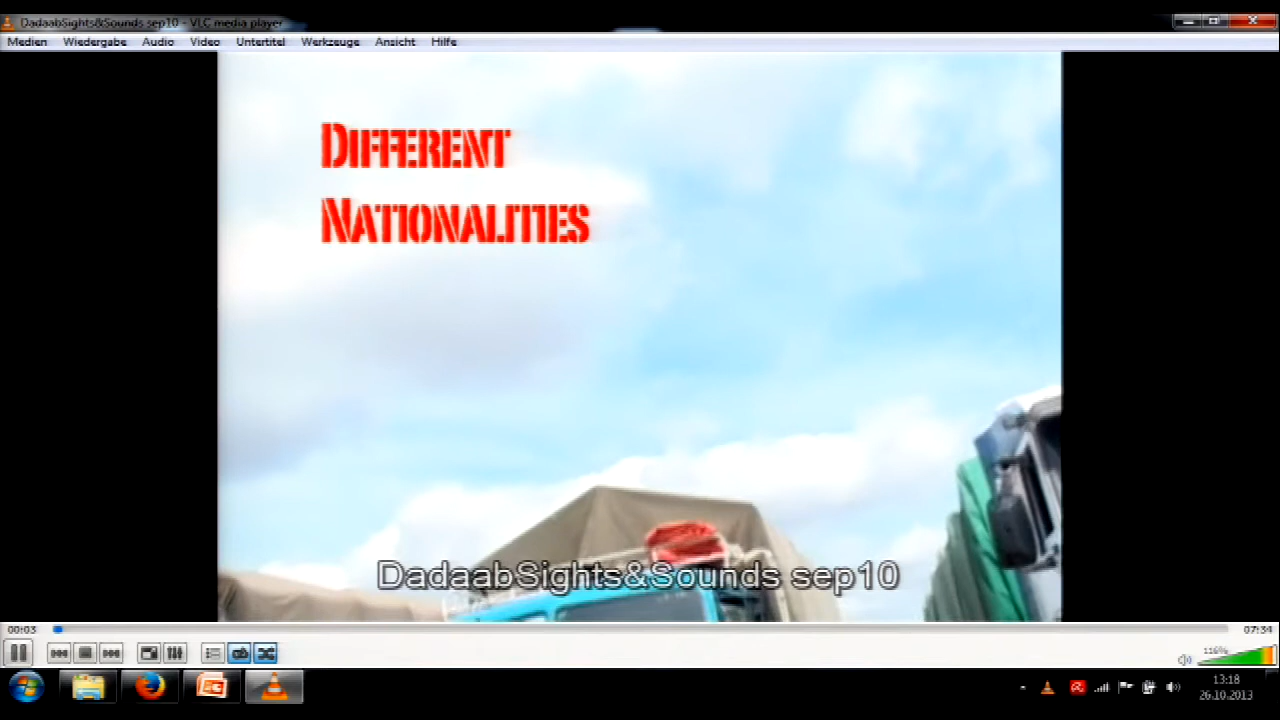 DadaabSights&Sounds sep10 - VLC media player
Medien Wiedergabe Audio Video Untertitel Werkzeuge Ansicht Hilfe
DIFFERENT
NATIONALITIES
DadaabSights&Sounds sep10
00:03
07:34
116%
13:18
26.10.2013